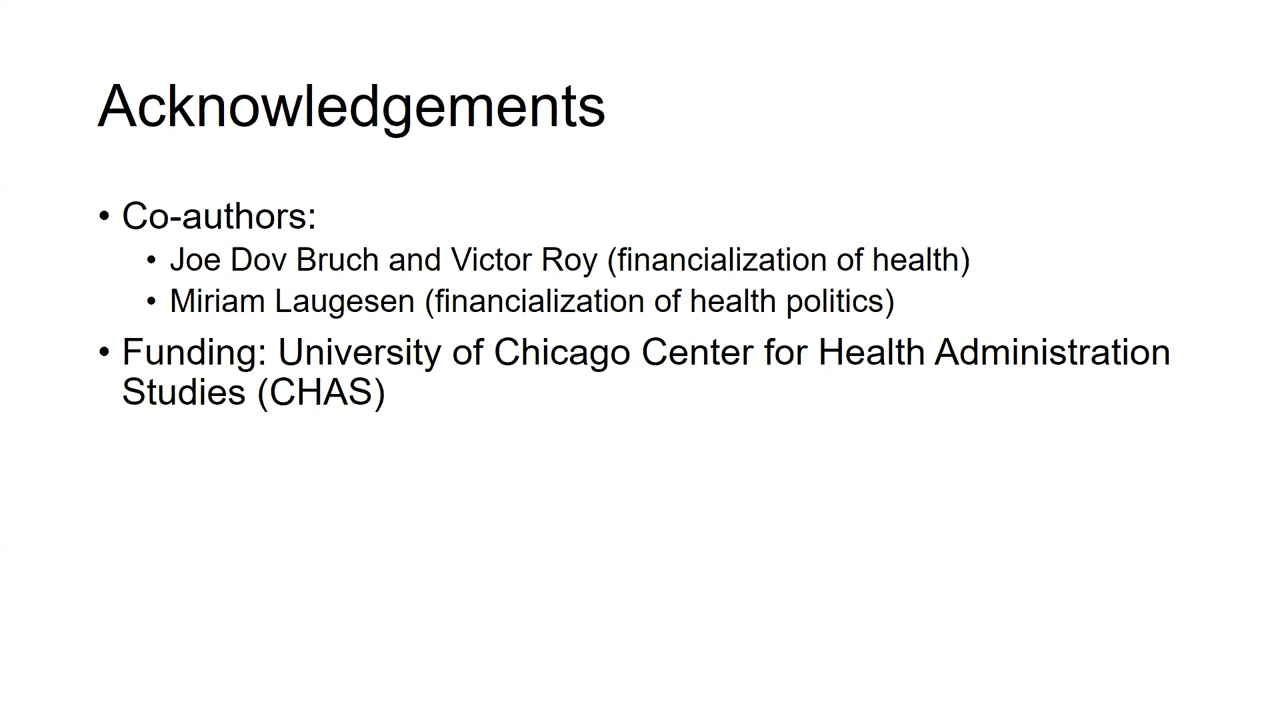 Acknowledgements
• Co-authors:
• Joe Dov Bruch and Victor Roy (financialization of health)
• Miriam Laugesen (financialization of health politics)
• Funding: University of Chicago Center for Health Administration
Studies (CHAS)